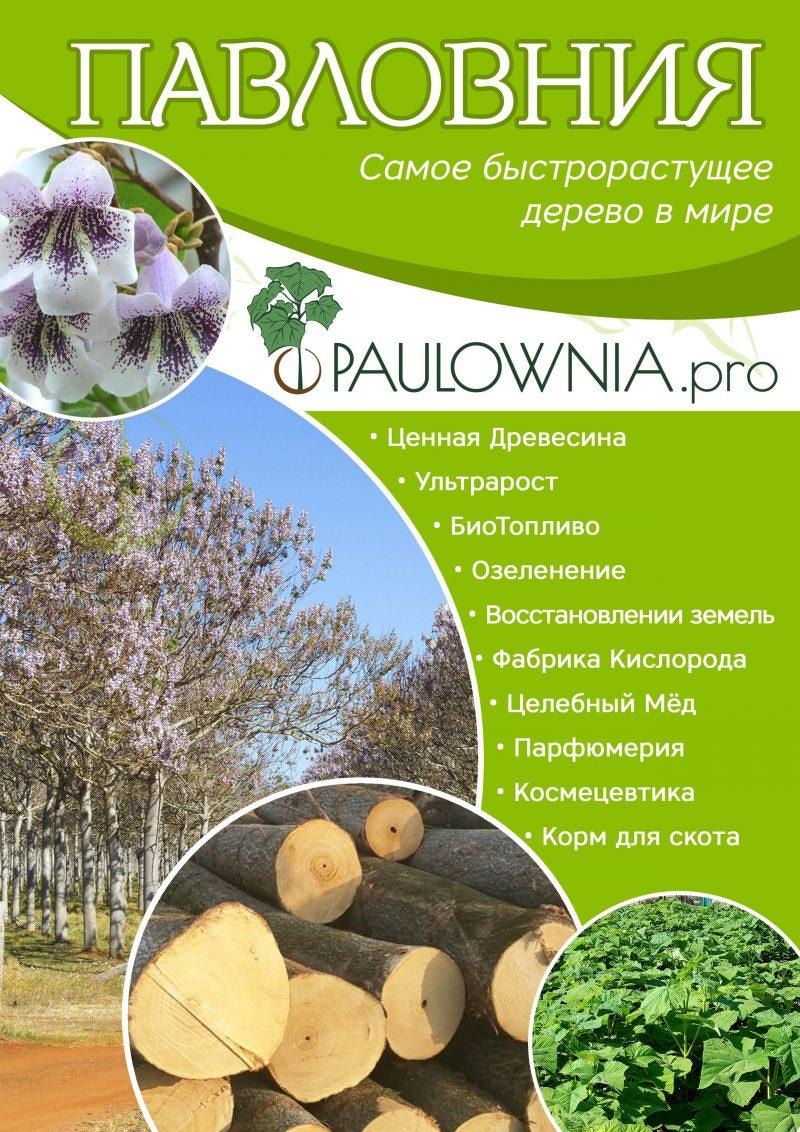 ПАВЛОВНИЯ
Самое быстрорастущее
дерево в мире
PAULOWNIA.pro
• Ценная Древесина
• Ультрарост
• БиоТопливо
• Озеленение
• Восстановлении земель
• Фабрика Кислорода
• Целебный Мёд
• Парфюмерия
• Космецевтика
• Корм для скота